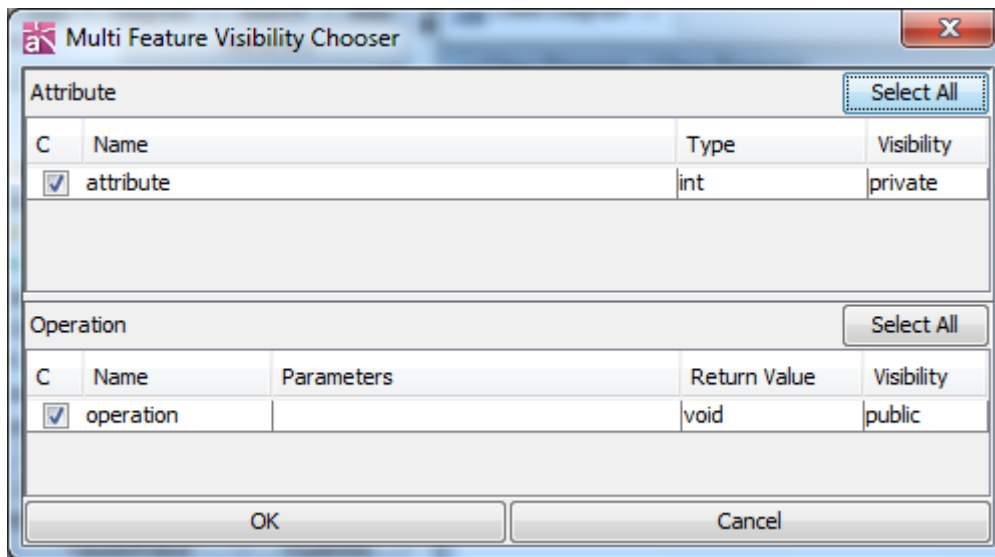 Multi Feature Visibility Chooser
Attribute Select All
C Name Type Visibility
attribute int private
Operation Select All
C Name Parameters Return Value Visibility
operation void public
OK Cancel